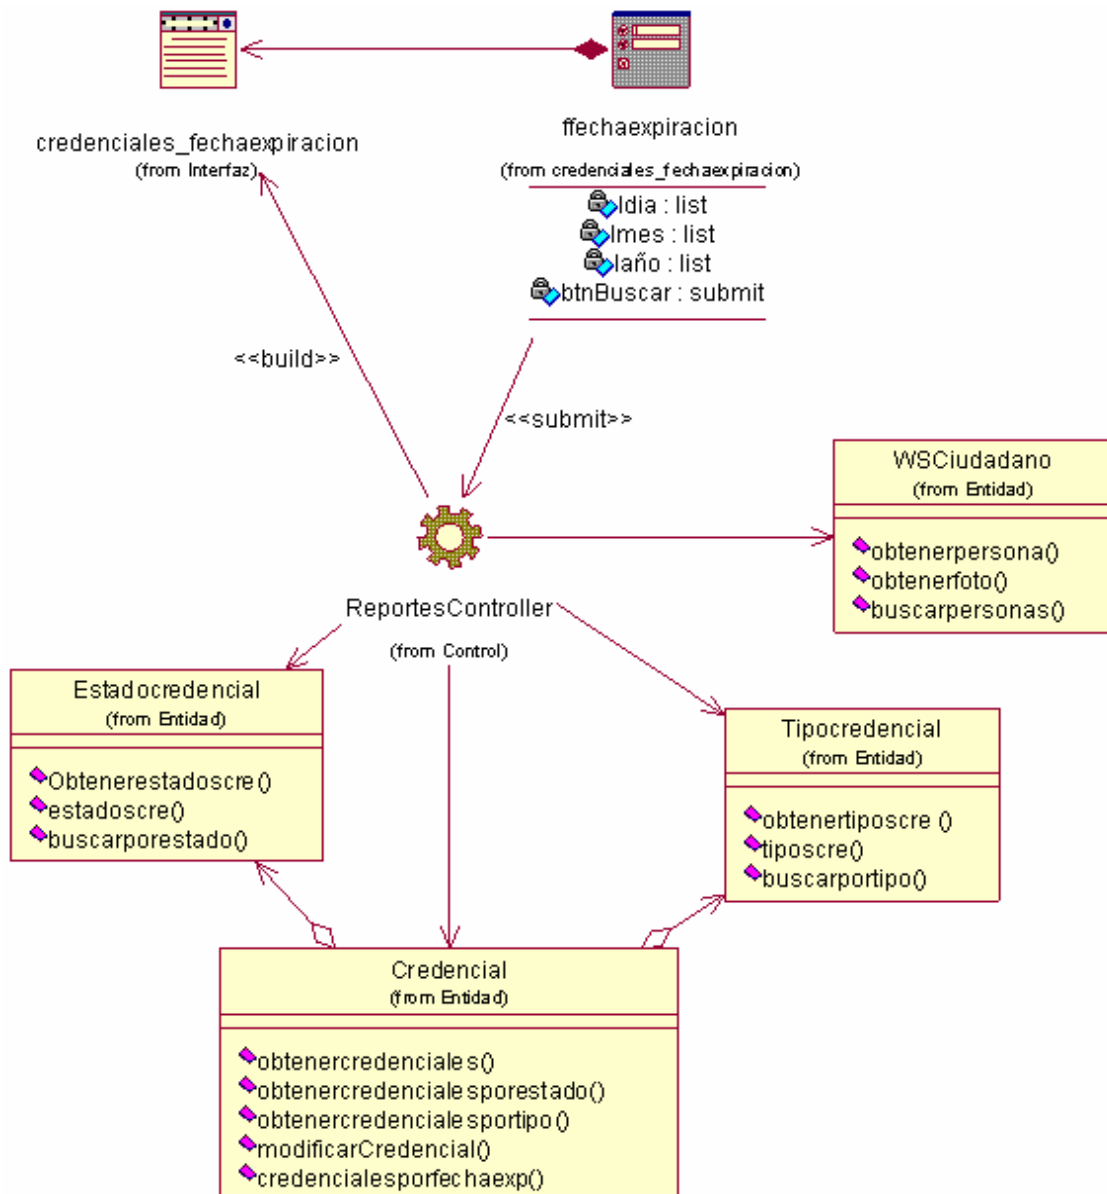 credenciales_fechaexpiracion
(from Interfaz)
ffechaexpiracion
(from credenciales_fechaexpiracion)
ldia : list
lmes : list
laño : list
btnBuscar : submit
<<build>>
<<submit>>
WSCiudadano
(from Entidad)
obtenerpersona()
obtenerfoto()
buscarpersonas()
ReportesController
(from Control)
Estadocredencial
(from Entidad)
Obtenerestadoscre()
estadoscre()
buscarporestado()
Tipocredencial
(from Entidad)
obtenertiposcre ()
tiposcre()
buscarportipo()
Credencial
(from Entidad)
obtenercredenciales()
obtenercredencialesporestado()
obtenercredencialesportipo()
modificarCredencial()
credencialesporfechaexp()